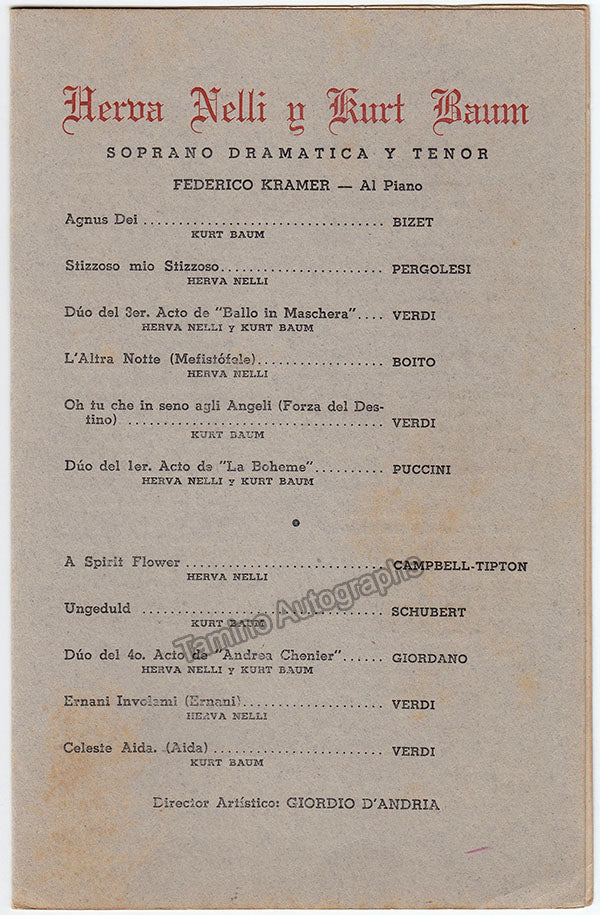 Herva Nelli y Kurt Baum
SOPRANO DRAMATICA Y TENOR
FEDERICO KRAMER — Al Piano
Agnus Dei ................................ BIZET
KURT BAUM
Stizzoso mio Stizzoso...................... PERGOLESI
HERVA NELLI
Dúo del 3er. Acto de "Ballo in Maschera".... VERDI
HERVA NELLI y KURT BAUM
L'Altra Notte (Mefistófele)................. BOITO
HERVA NELLI
Oh tu che in seno agli Angeli (Forza del Des-
tino) .................................. VERDI
KURT BAUM
Dúo del 1er. Acto de "La Boheme".......... PUCCINI
HERVA NELLI y KURT BAUM
A Spirit Flower ........................... CAMPBELL-TIPTON
HERVA NELLI
Ungeduld ................................ SCHUBERT
KURT BAUM
Tamino Autographs
Dúo del 4o. Acto de "Andrea Chenier"...... GIORDANO
HERVA NELLI y KURT BAUM
Ernani Involami (Ernani)................... VERDI
HERVA NELLI
Celeste Aida. (Aida) ....................... VERDI
KURT BAUM
Director Artístico: GIORDIO D'ANDRIA